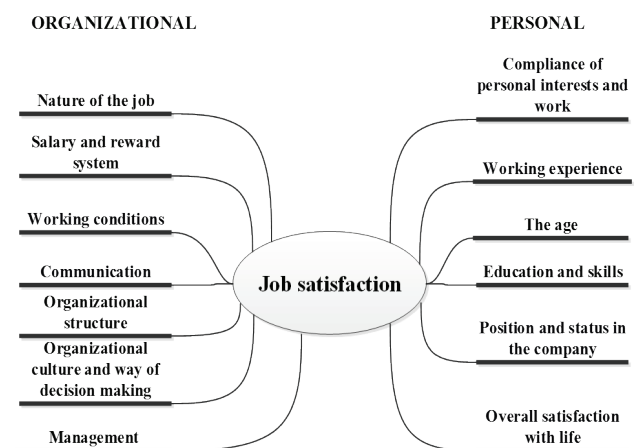 ORGANIZATIONAL
PERSONAL
Nature of the job
Salary and reward
system
Working conditions
Communication
Organizational
structure
Organizational
culture and way of
decision making
Management
Job satisfaction
Compliance of
personal interests and
work
Working experience
The age
Education and skills
Position and status in
the company
Overall satisfaction
with life